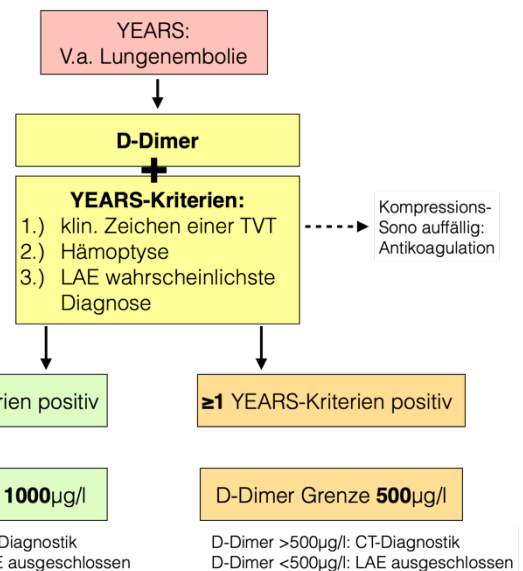 YEARS:
V.a. Lungenembolie
D-Dimer
+
YEARS-Kriterien:
1.) klin. Zeichen einer TVT
2.) Hämoptyse
3.) LAE wahrscheinlichste
Diagnose
Kompressions-
Sono auffällig:
Antikoagulation
positiv
≥1 YEARS-Kriterien positiv
1000µg/l
D-Dimer Grenze 500µg/l
Diagnostik
ausgeschlossen
D-Dimer >500µg/l: CT-Diagnostik
D-Dimer <500µg/l: LAE ausgeschlossen